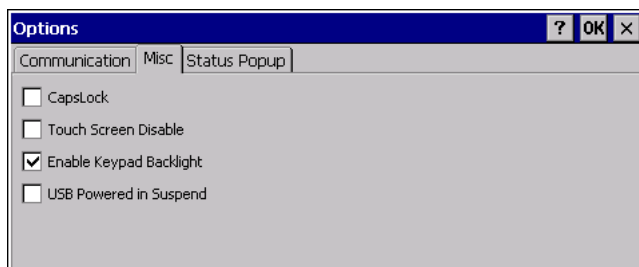 Options ? OK ×
Communication Misc Status Popup
CapsLock
Touch Screen Disable
Enable Keypad Backlight
USB Powered in Suspend